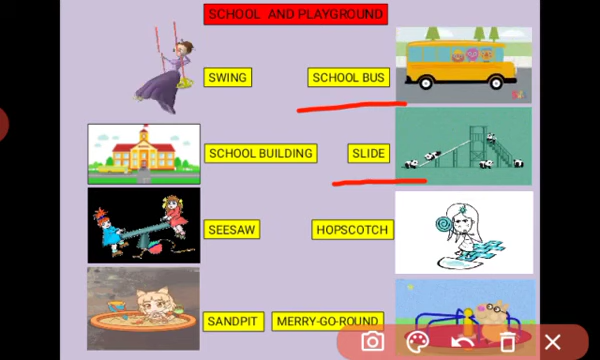 SCHOOL AND PLAYGROUND
SWING
SCHOOL BUS
SCHOOL BUILDING
SLIDE
SEESAW
HOPSCOTCH
SANDPIT
MERRY-GO-ROUND